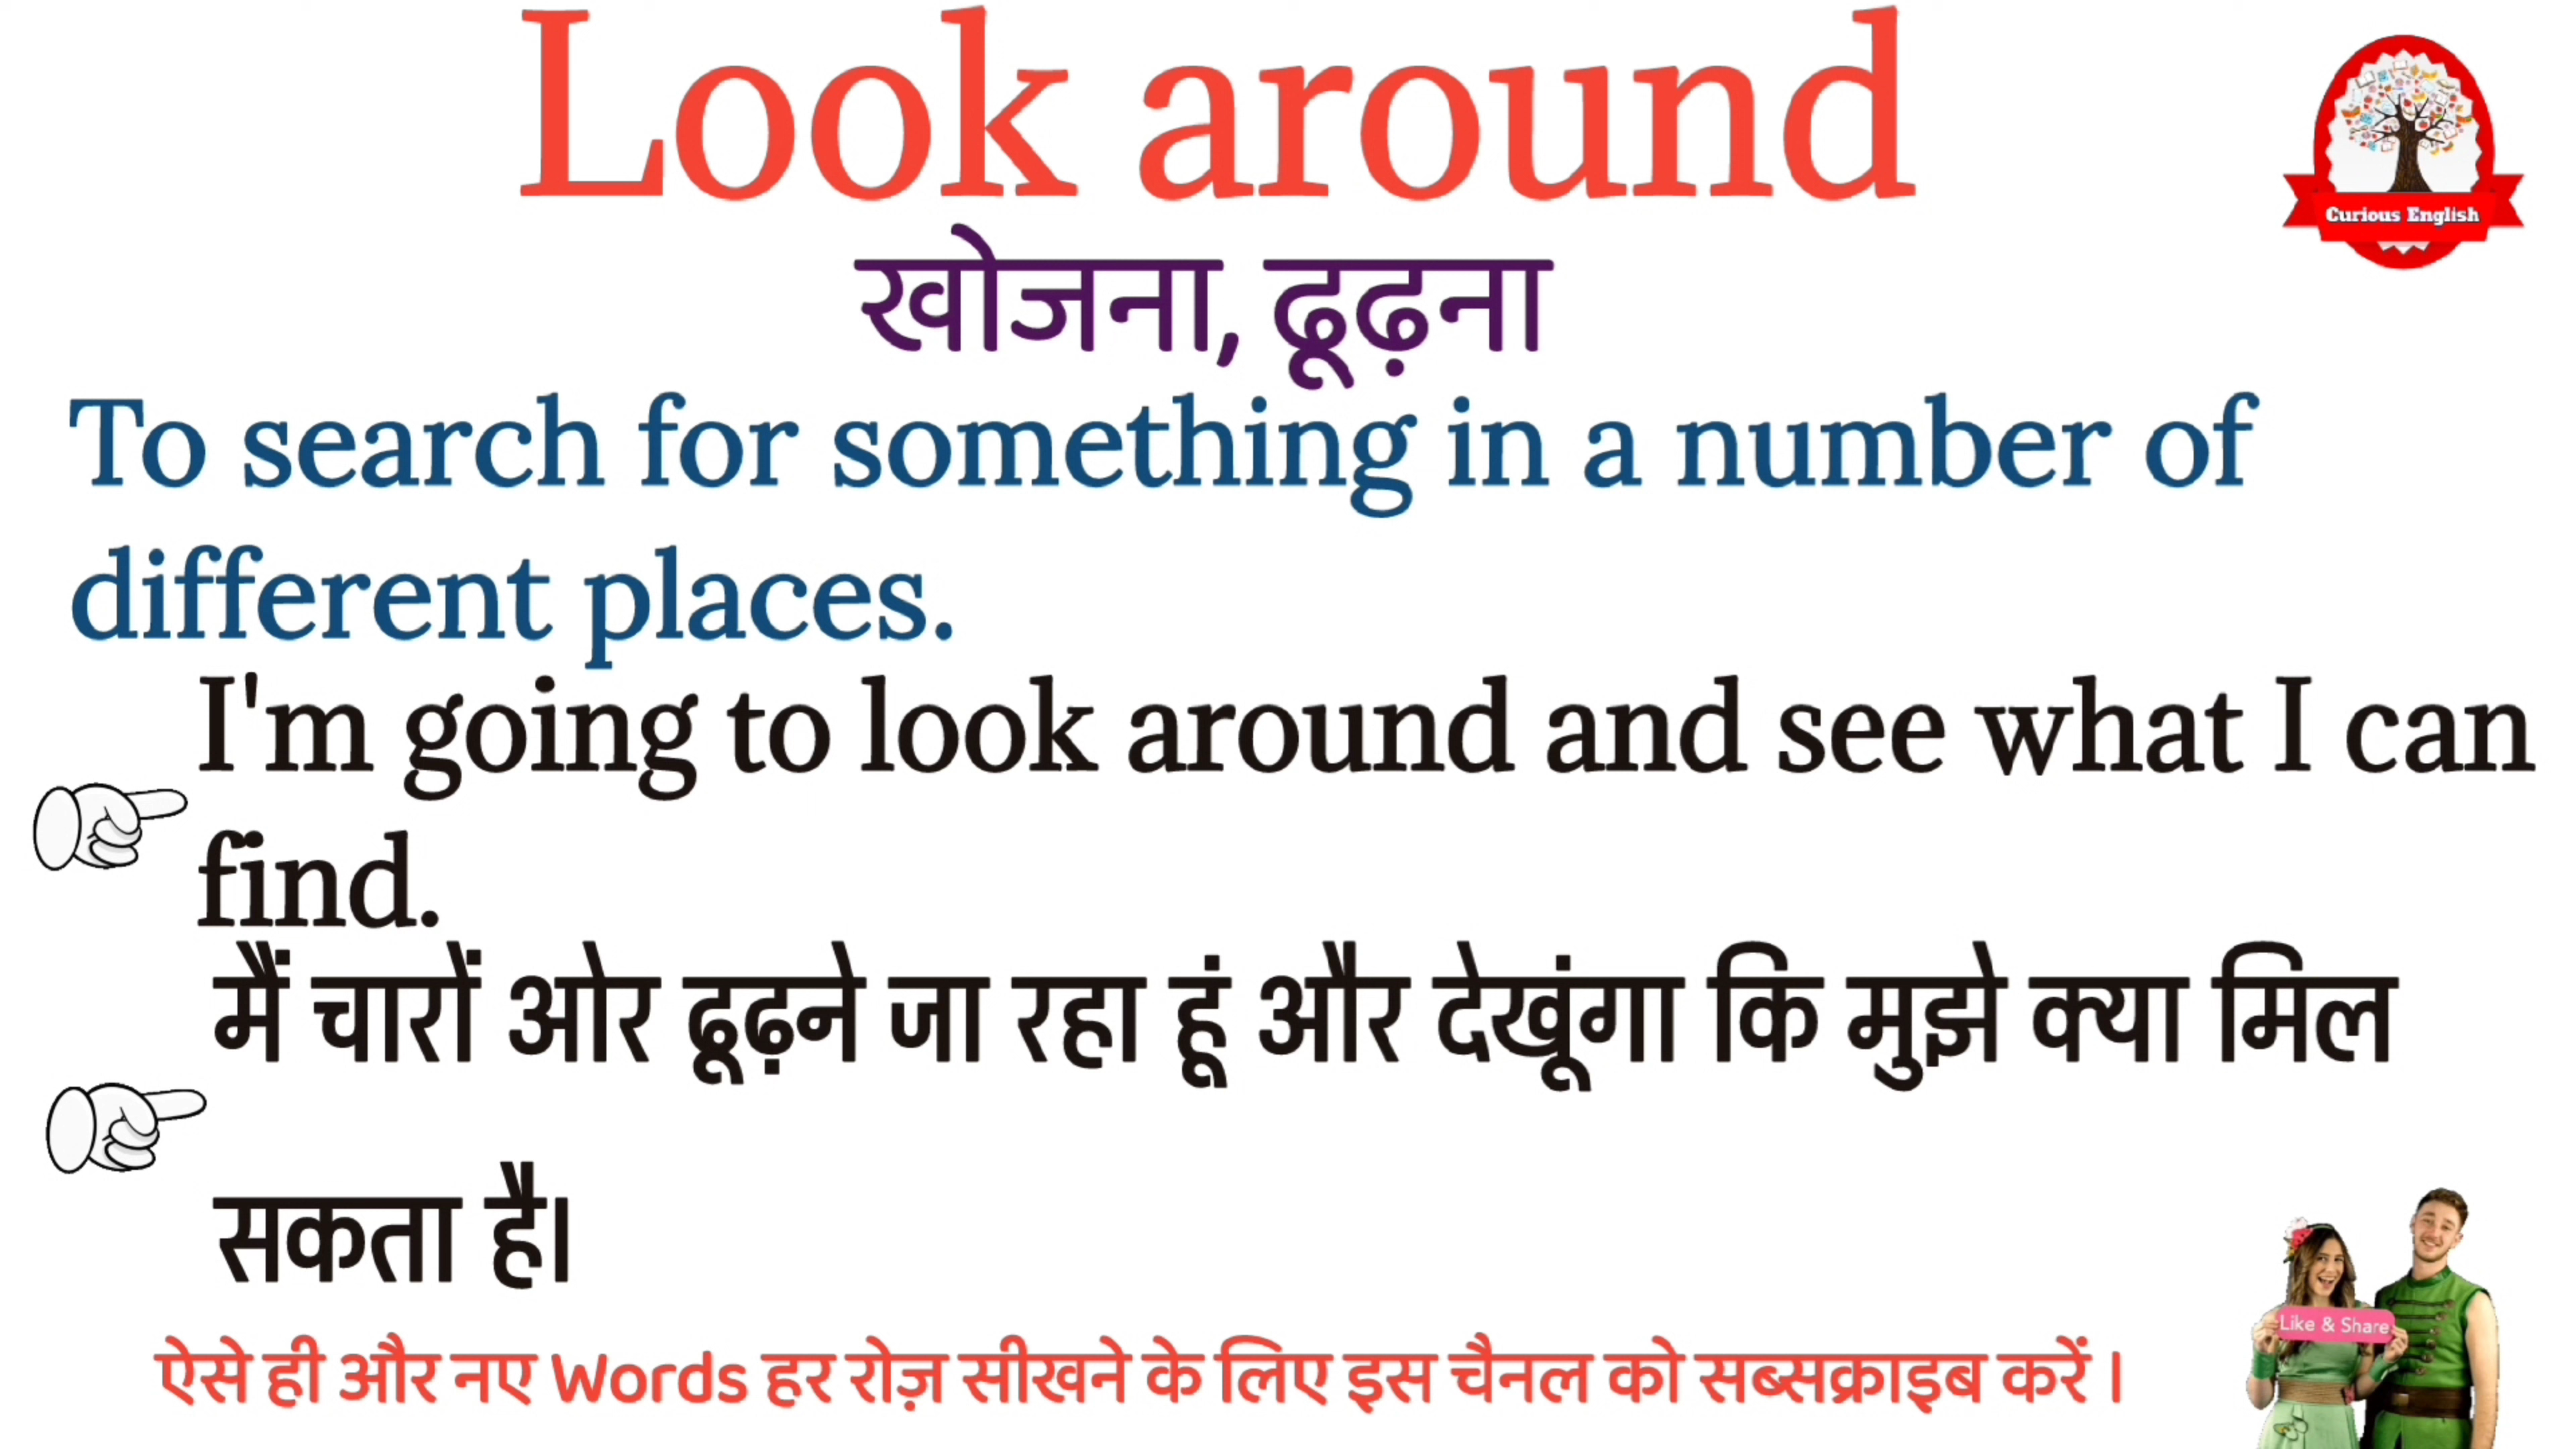 Look around
Curious English
खोजना, ढूढ़ना
To search for something in a number of
different places.
I'm going to look around and see what I can
find.
मैं चारों ओर ढूढ़ने जा रहा हूं और देखूंगा कि मुझे क्या मिल
सकता है।
Like & Share
ऐसे ही और नए Words हर रोज़ सीखने के लिए इस चैनल को सब्सक्राइब करें।